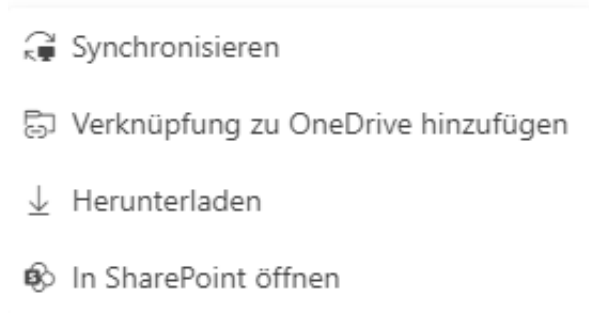 Synchronisieren
Verknüpfung zu OneDrive hinzufügen
Herunterladen
In SharePoint öffnen